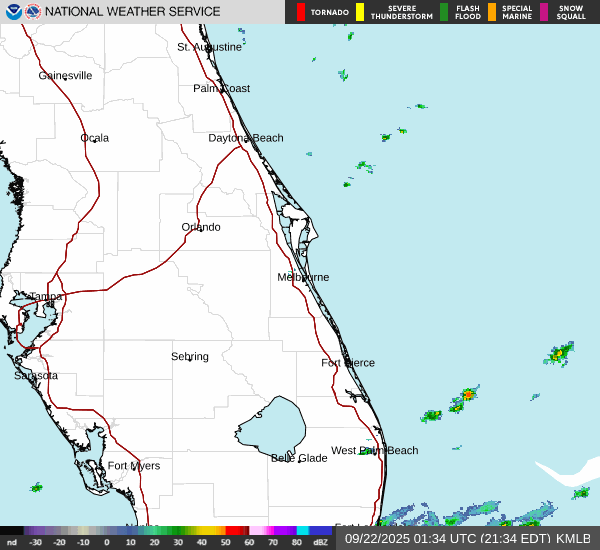 NATIONAL WEATHER SERVICE
TORNADO
SEVERE THUNDERSTORM
FLASH FLOOD
SPECIAL MARINE
SNOW SQUALL
St. Augustine
Gainesville
Palm Coast
Ocala
Daytona Beach
Orlando
Melbourne
Tampa
Sebring
Fort Pierce
Sarasota
West Palm Beach
Belle Glade
Fort Myers
nd -30 -20 -10 0 10 20 30 40 50 60 70 80 dBZ
09/22/2025 01:34 UTC (21:34 EDT) KMLB